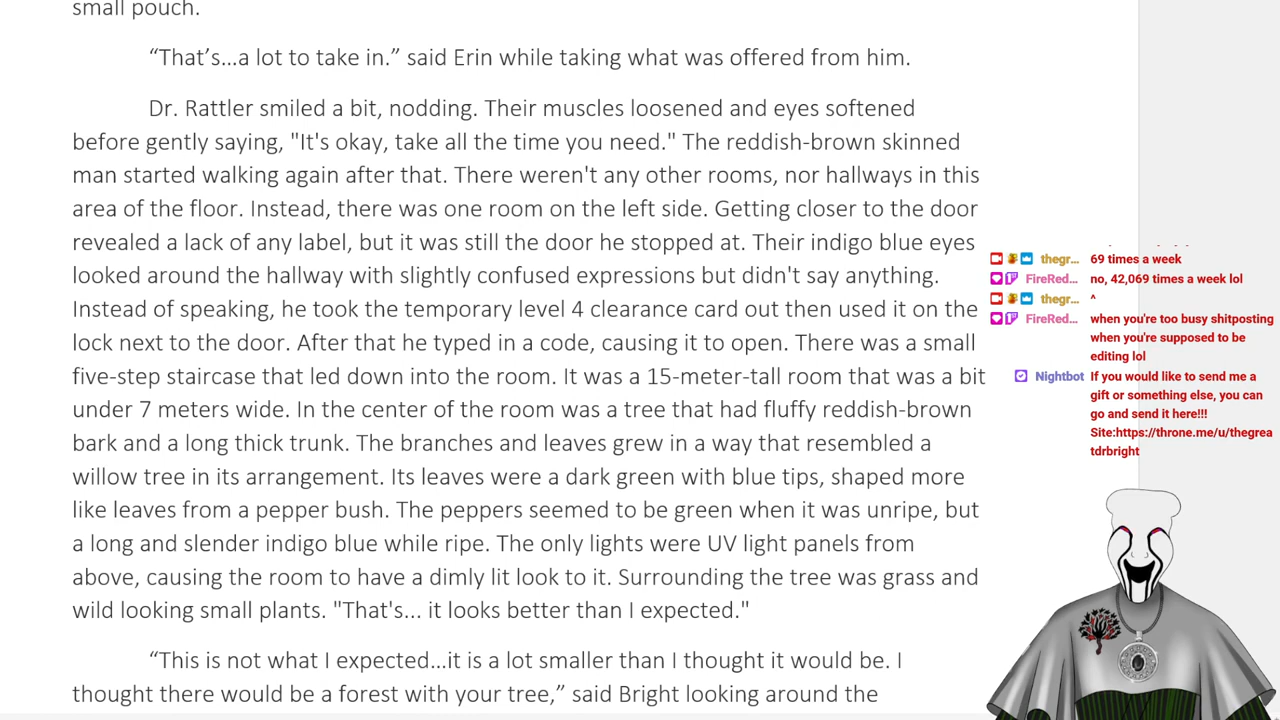 small pouch.
“That’s…a lot to take in.” said Erin while taking what was offered from him.
Dr. Rattler smiled a bit, nodding. Their muscles loosened and eyes softened
before gently saying, "It's okay, take all the time you need." The reddish-brown skinned
man started walking again after that. There weren't any other rooms, nor hallways in this
area of the floor. Instead, there was one room on the left side. Getting closer to the door
revealed a lack of any label, but it was still the door he stopped at. Their indigo blue eyes
looked around the hallway with slightly confused expressions but didn't say anything.
Instead of speaking, he took the temporary level 4 clearance card out then used it on the
lock next to the door. After that he typed in a code, causing it to open. There was a small
five-step staircase that led down into the room. It was a 15-meter-tall room that was a bit
under 7 meters wide. In the center of the room was a tree that had fluffy reddish-brown
bark and a long thick trunk. The branches and leaves grew in a way that resembled a
willow tree in its arrangement. Its leaves were a dark green with blue tips, shaped more
like leaves from a pepper bush. The peppers seemed to be green when it was unripe, but
a long and slender indigo blue while ripe. The only lights were UV light panels from
above, causing the room to have a dimly lit look to it. Surrounding the tree was grass and
wild looking small plants. "That's... it looks better than I expected."
“This is not what I expected…it is a lot smaller than I thought it would be. I
thought there would be a forest with your tree,” said Bright looking around the
thegr... 69 times a week
FireRed... no, 42,069 times a week lol
thegr... ^
FireRed... when you're too busy shitposting
when you're supposed to be
editing lol
Nightbot If you would like to send me a
gift or something else, you can
go and send it here!!!
Site:https://throne.me/u/thegrea
tdrbright